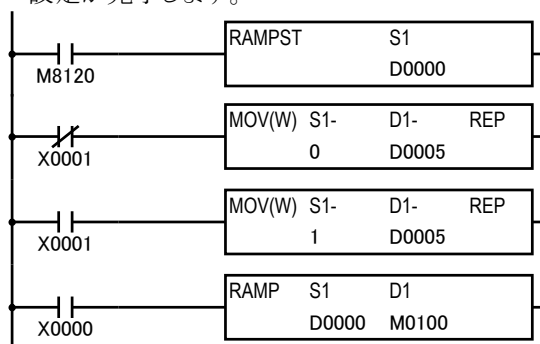 設定が完了します。
RAMPST S1
D0000
M8120
MOV(W) S1- D1- REP
0 D0005
X0001
MOV(W) S1- D1- REP
1 D0005
X0001
RAMP S1 D1
D0000 M0100
X0000